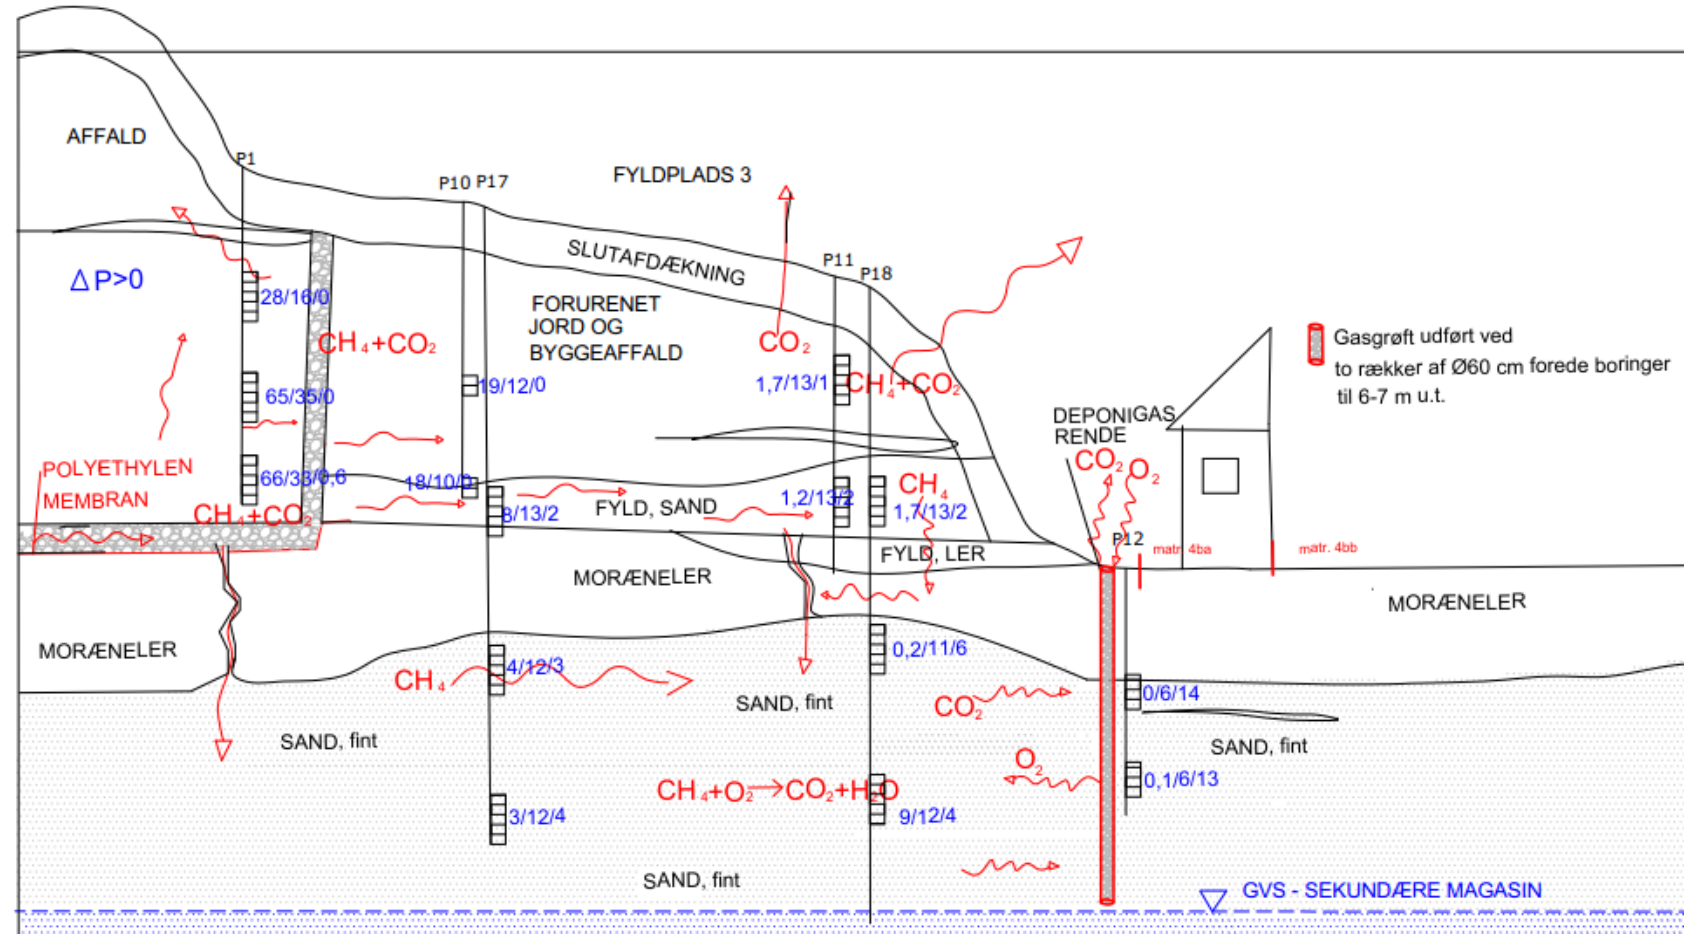 AFFALD
P1
P10 P17
FYLDPLADS 3
SLUTAFDÆKNING
P11
P18
△ P>0
28/16/0
FORURENET
JORD OG
BYGGEAFFALD
CH₄+CO₂
CO₂
Gasgrøft udført ved
to rækker af Ø60 cm forede boringer
til 6-7 m u.t.
65/35/0
19/12/0
1,7/13/1
CH₄+CO₂
DEPONIGAS
RENDE
POLYETHYLEN
MEMBRAN
66/33/0,6
18/10/0
CO₂
O₂
CH₄
CH₄+CO₂
8/13/2
FYLD, SAND
1,2/13/2
1,7/13/2
P12
FYLD, LER
matr. 4ba
matr. 4bb
MORÆNELER
MORÆNELER
MORÆNELER
0,2/11/6
4/12/3
CH₄
SAND, fint
CO₂
0/6/14
SAND, fint
SAND, fint
O₂
0,1/6/13
CH₄+O₂→CO₂+H₂O
3/12/4
9/12/4
SAND, fint
GVS - SEKUNDÆRE MAGASIN